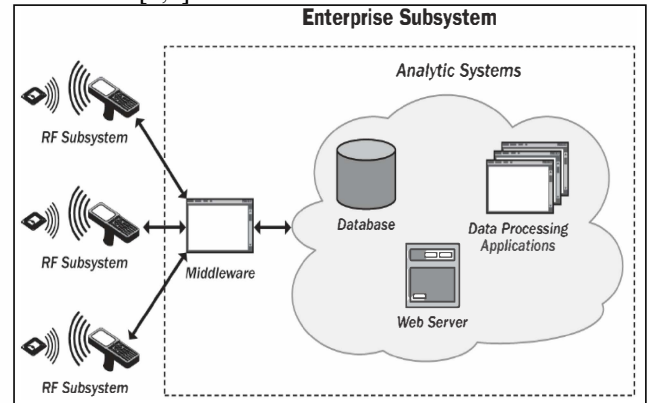 Enterprise Subsystem
Analytic Systems
RF Subsystem
Database
Data Processing
Applications
RF Subsystem
Middleware
Web Server
RF Subsystem